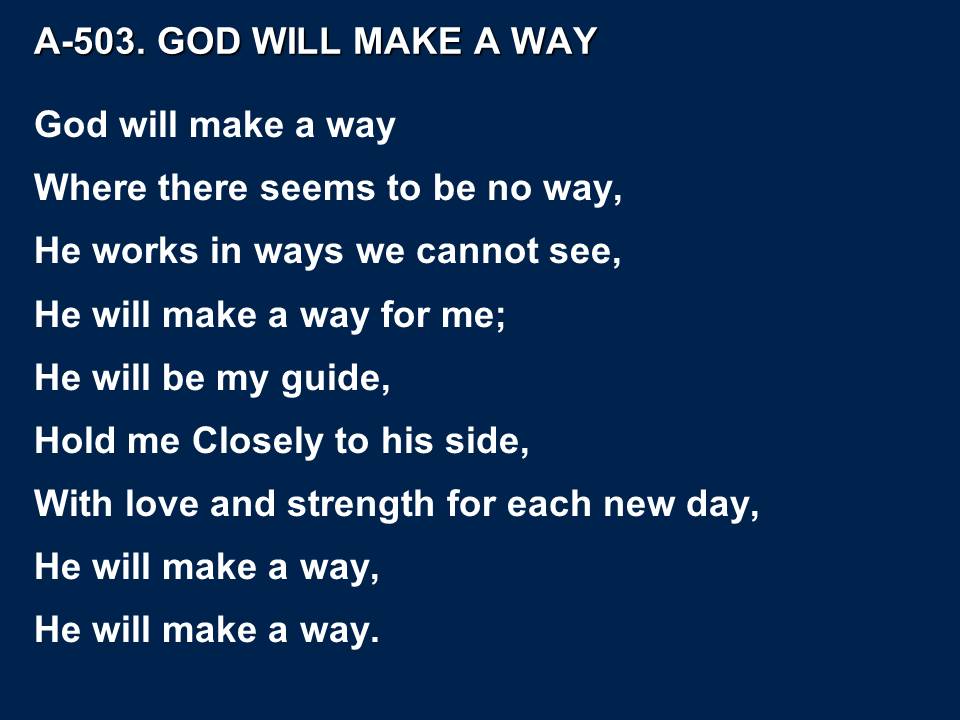 A-503. GOD WILL MAKE A WAY
God will make a way
Where there seems to be no way,
He works in ways we cannot see,
He will make a way for me;
He will be my guide,
Hold me Closely to his side,
With love and strength for each new day,
He will make a way,
He will make a way.